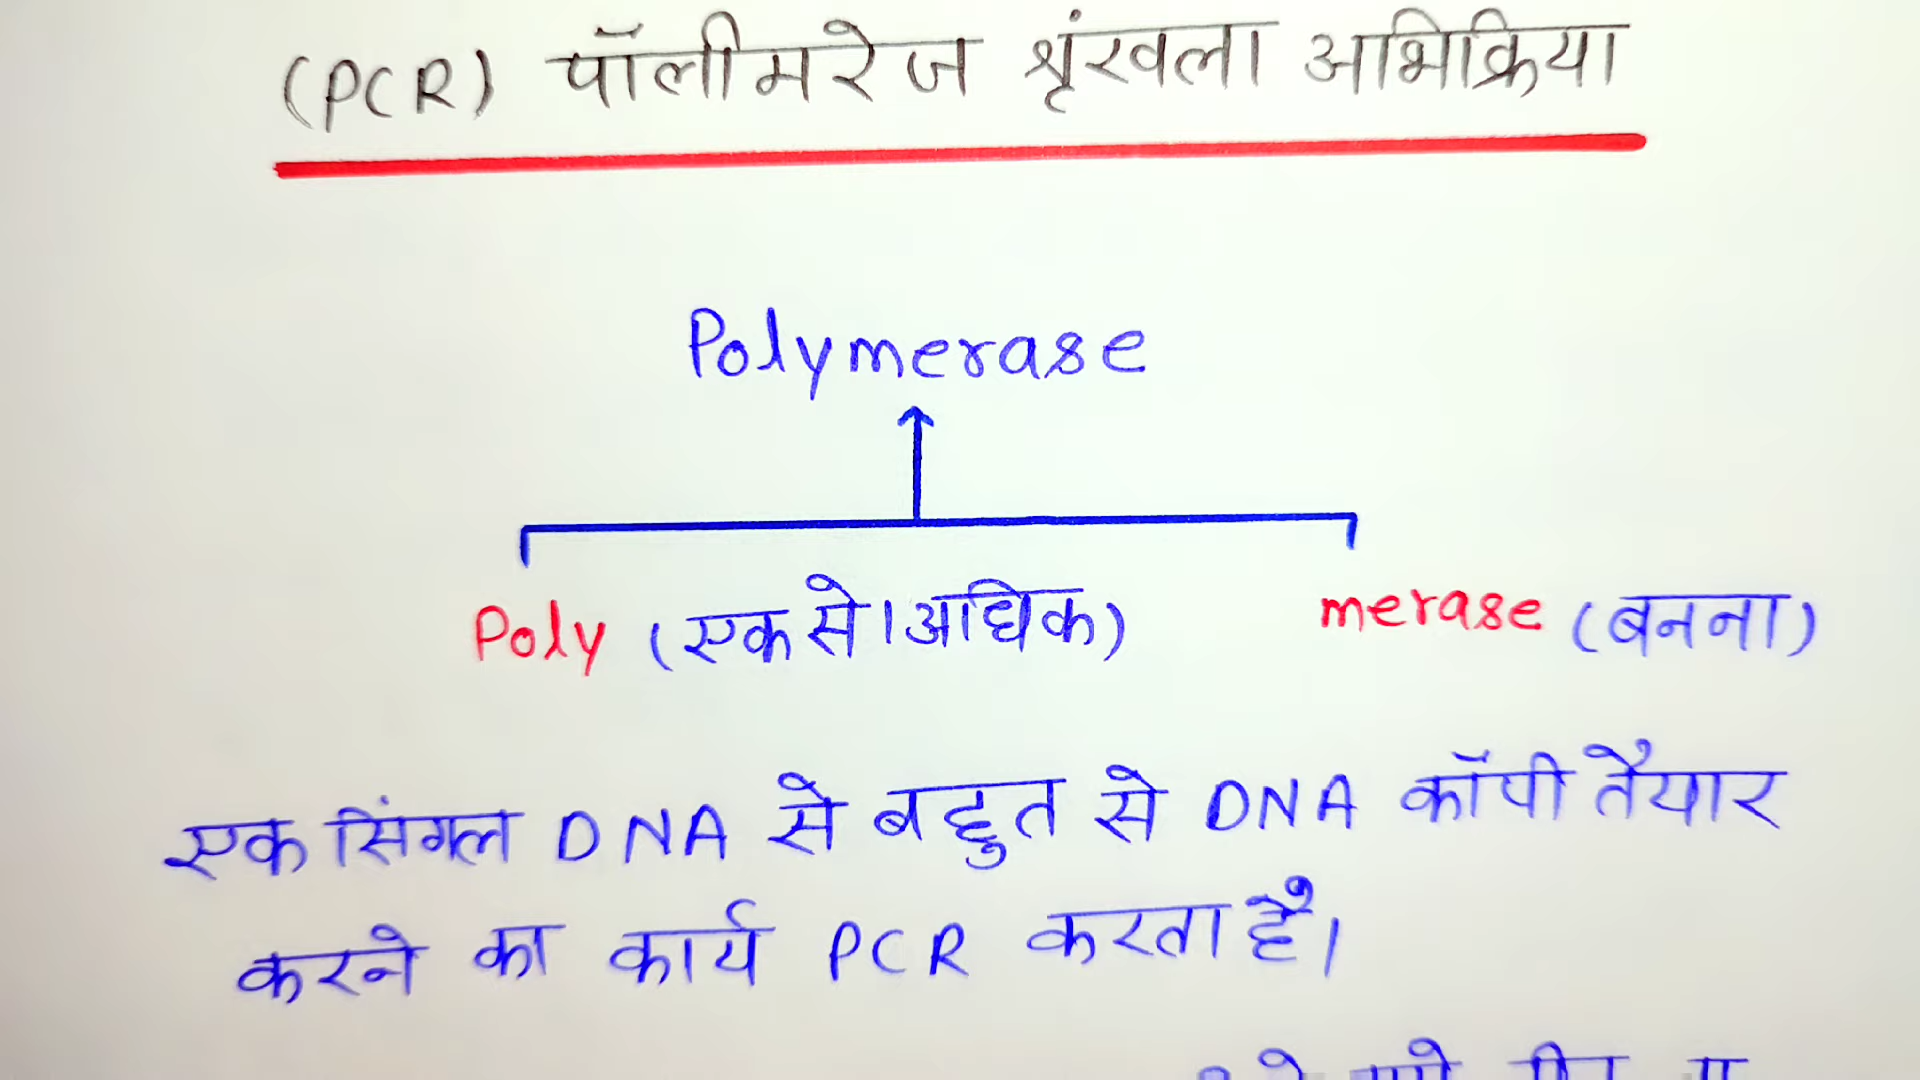 (PCR) पॉलीमरेज श्रृंखला अभिक्रिया
Polymerase
Poly (एक से।अधिक) merase (बनना)
एक सिंगल DNA से बहुत से DNA कॉपी तैयार
करने का कार्य PCR करता है।